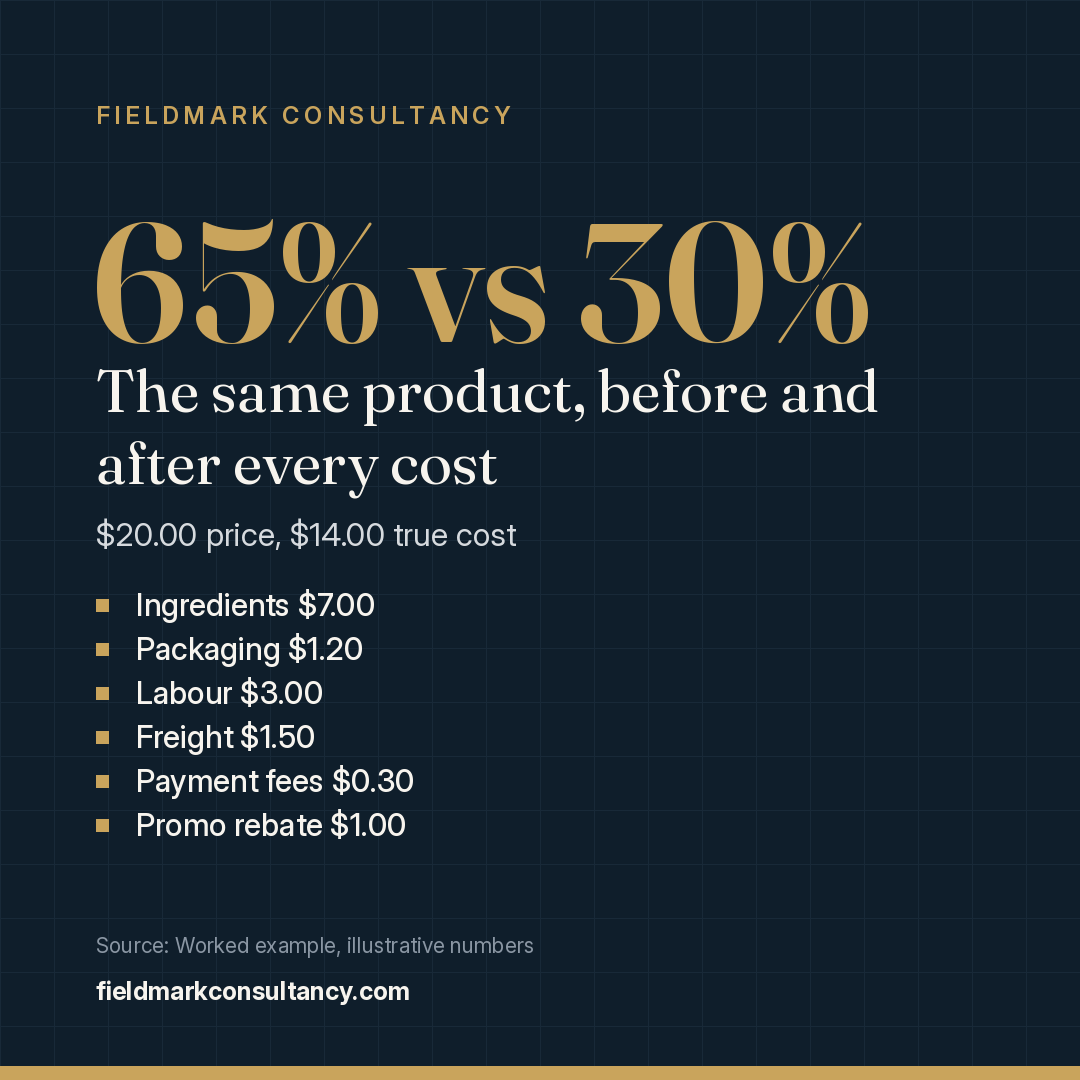 FIELDMARK CONSULTANCY
65% vs 30%
The same product, before and
after every cost
$20.00 price, $14.00 true cost
Ingredients $7.00
Packaging $1.20
Labour $3.00
Freight $1.50
Payment fees $0.30
Promo rebate $1.00
Source: Worked example, illustrative numbers
fieldmarkconsultancy.com